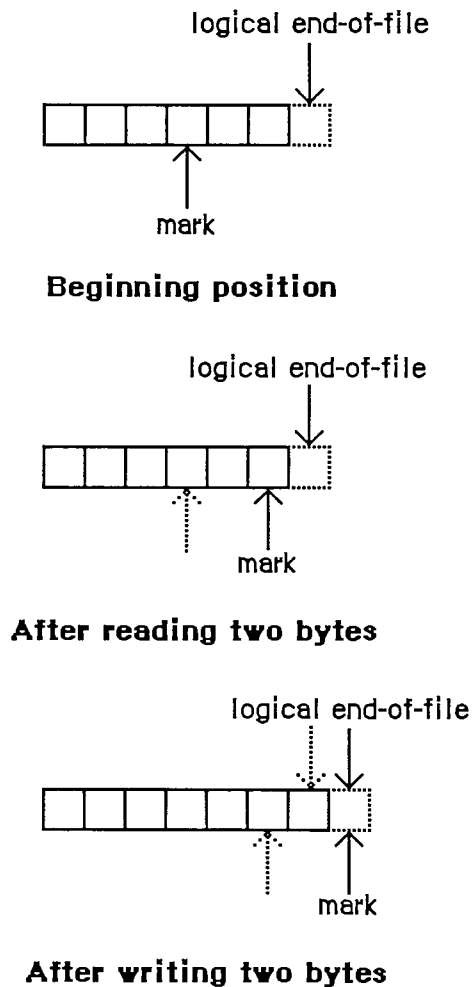 logical end-of-file
mark
Beginning position
logical end-of-file
mark
After reading two bytes
logical end-of-file
mark
After writing two bytes